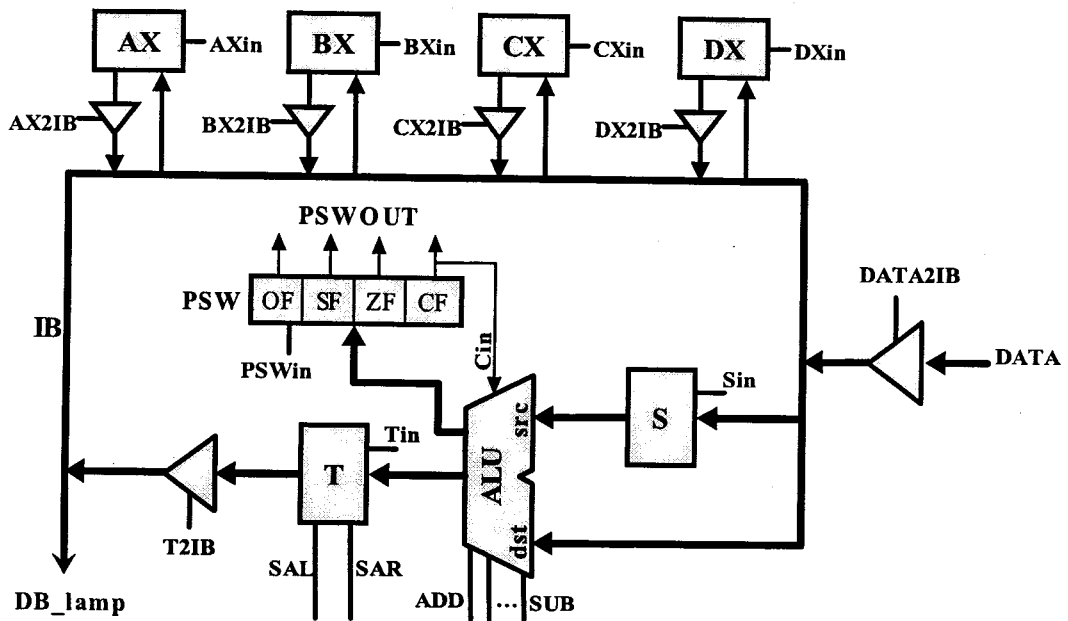 AX
AXin
BX
BXin
CX
CXin
DX
DXin
AX2IB
BX2IB
CX2IB
DX2IB
PSWOUT
PSW
OF
SF
ZF
CF
PSWin
Cin
DATA2IB
DATA
IB
S
Sin
src
ALU
dst
T
Tin
T2IB
SAL
SAR
ADD
...
SUB
DB_lamp